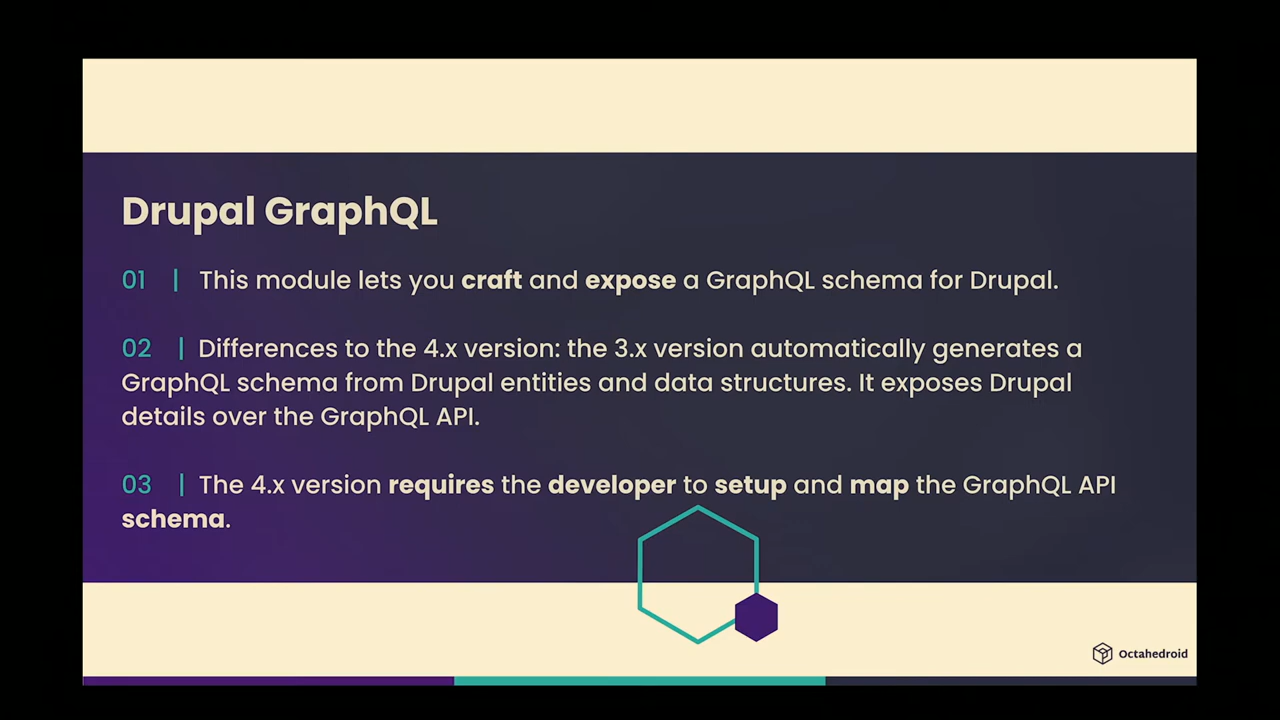 Drupal GraphQL
01 | This module lets you craft and expose a GraphQL schema for Drupal.
02 | Differences to the 4.x version: the 3.x version automatically generates a
GraphQL schema from Drupal entities and data structures. It exposes Drupal
details over the GraphQL API.
03 | The 4.x version requires the developer to setup and map the GraphQL API
schema.
Octahedroid